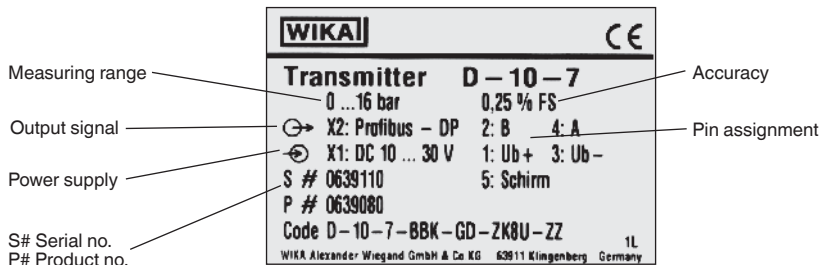 WIKAI
CE
Measuring range
Transmitter D-10-7
Accuracy
0 ...16 bar 0,25 % FS
Output signal
X2: Profibus - DP 2: B 4: A
Pin assignment
X1: DC 10 ... 30 V 1: Ub+ 3: Ub-
Power supply
S # 0639110 5: Schirm
P # 0639080
S# Serial no.
P# Product no.
Code D-10-7-BBK-GD-ZK8U-ZZ 1L
WIKA Alexander Wiegand GmbH & Co KG 63911 Klingenberg Germany